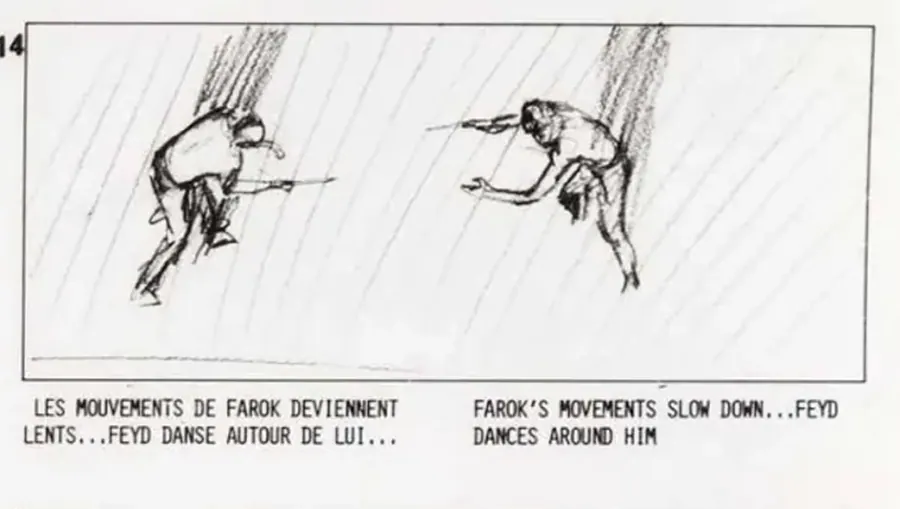 14
LES MOUVEMENTS DE FAROK DEVIENNENT
LENTS...FEYD DANSE AUTOUR DE LUI...
FAROK'S MOVEMENTS SLOW DOWN...FEYD
DANCES AROUND HIM